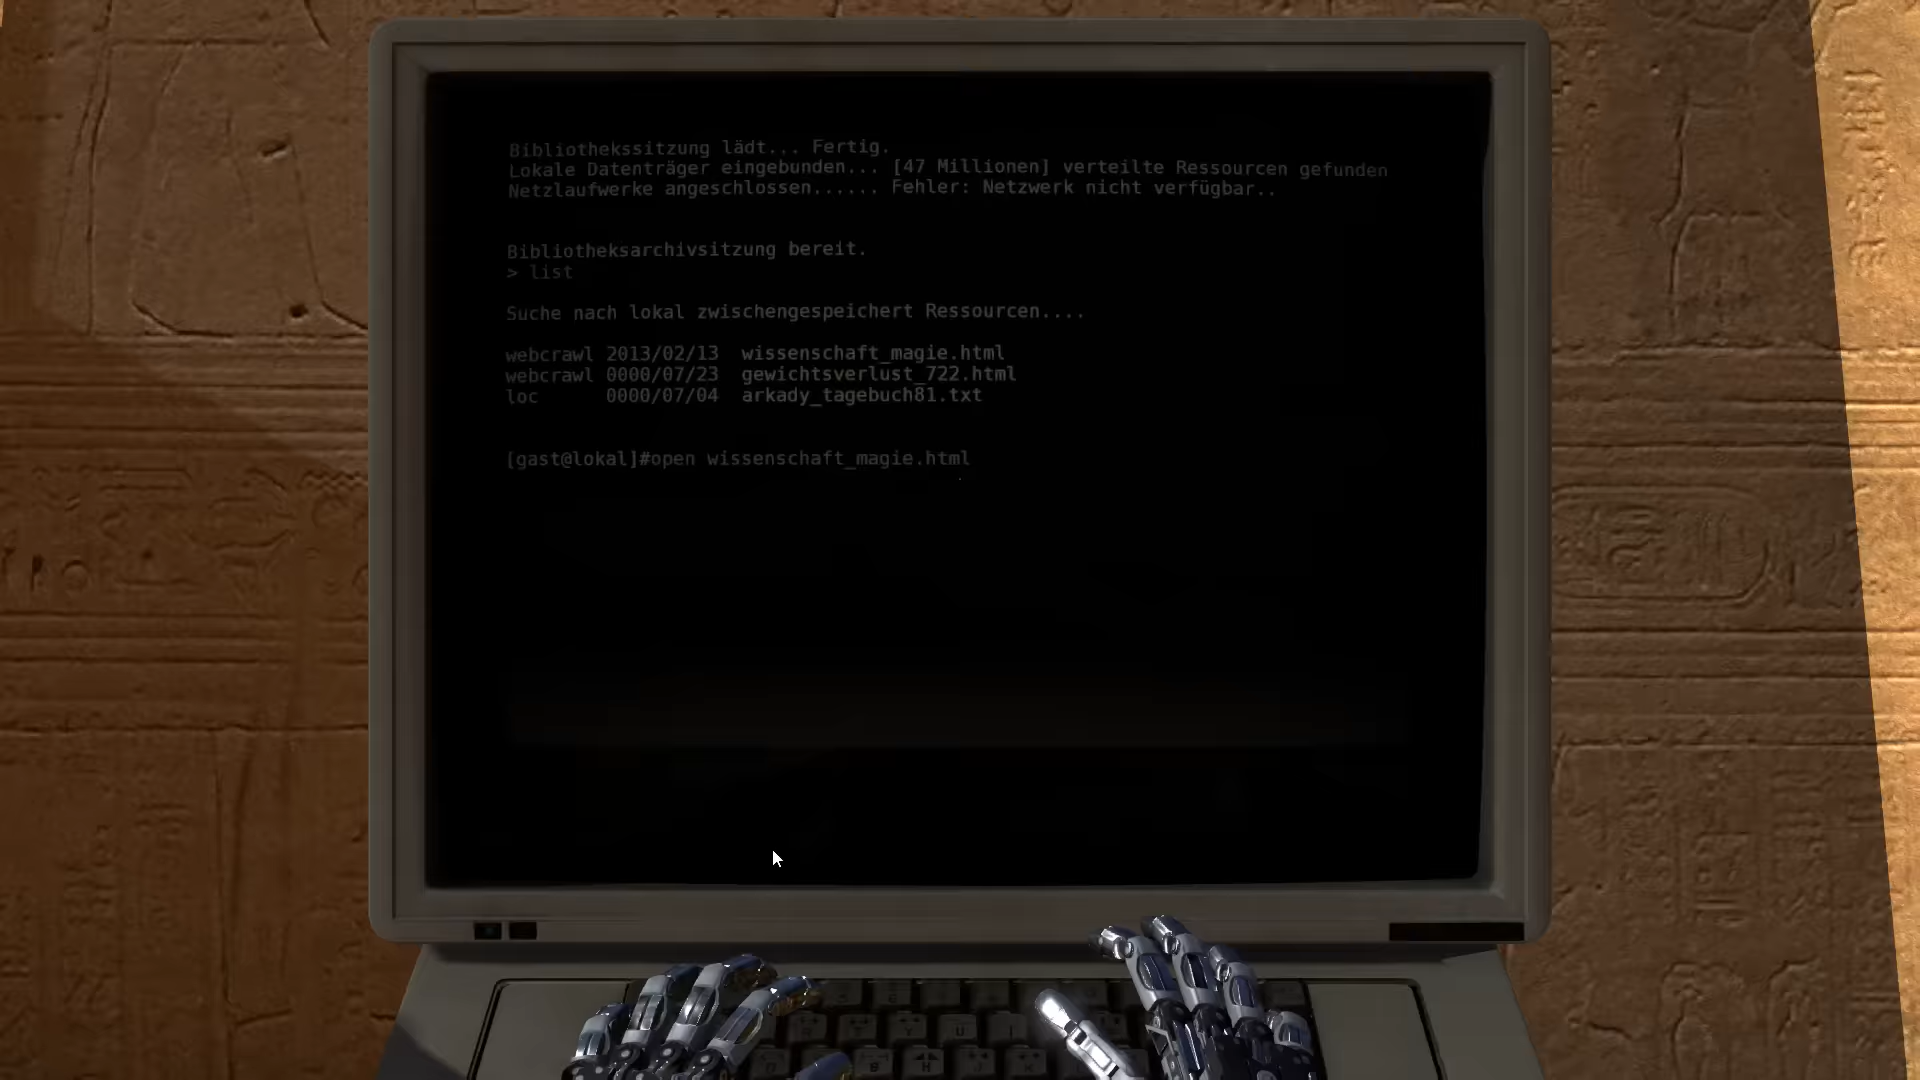 Bibliothekssitzung lädt... Fertig.
Lokale Datenträger eingebunden... [47 Millionen] verteilte Ressourcen gefunden
Netzlaufwerke angeschlossen...... Fehler: Netzwerk nicht verfügbar..
Bibliotheksarchivsitzung bereit.
> list
Suche nach lokal zwischengespeichert Ressourcen....
webcrawl 2013/02/13 wissenschaft_magie.html
webcrawl 0000/07/23 gewichtsverlust_722.html
loc 0000/07/04 arkady_tagebuch81.txt
[gast@lokal]#open wissenschaft_magie.html